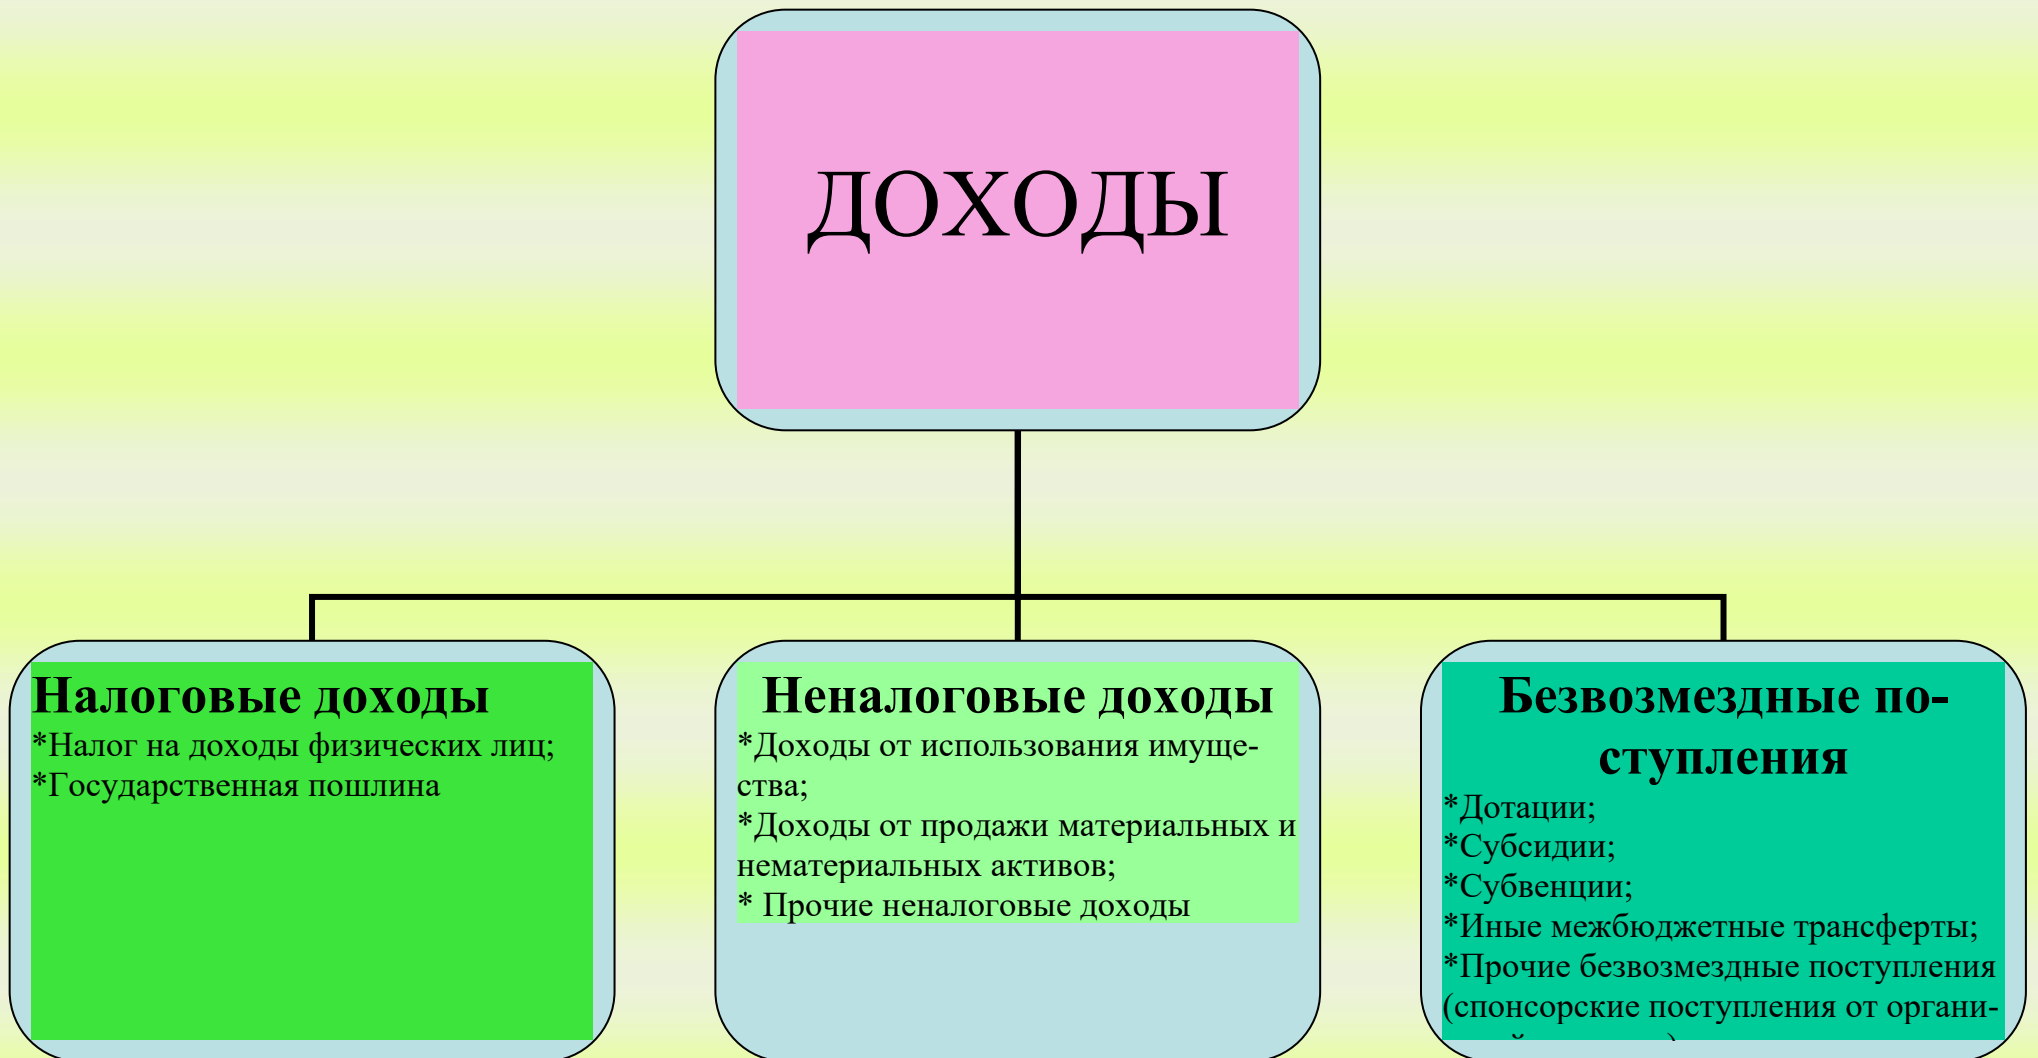 ДОХОДЫ
Налоговые доходы
*Налог на доходы физических лиц;
*Государственная пошлина
Неналоговые доходы
*Доходы от использования имуще-
ства;
*Доходы от продажи материальных и
нематериальных активов;
* Прочие неналоговые доходы
Безвозмездные по-
ступления
*Дотации;
*Субсидии;
*Субвенции;
*Иные межбюджетные трансферты;
*Прочие безвозмездные поступления
(спонсорские поступления от органи-